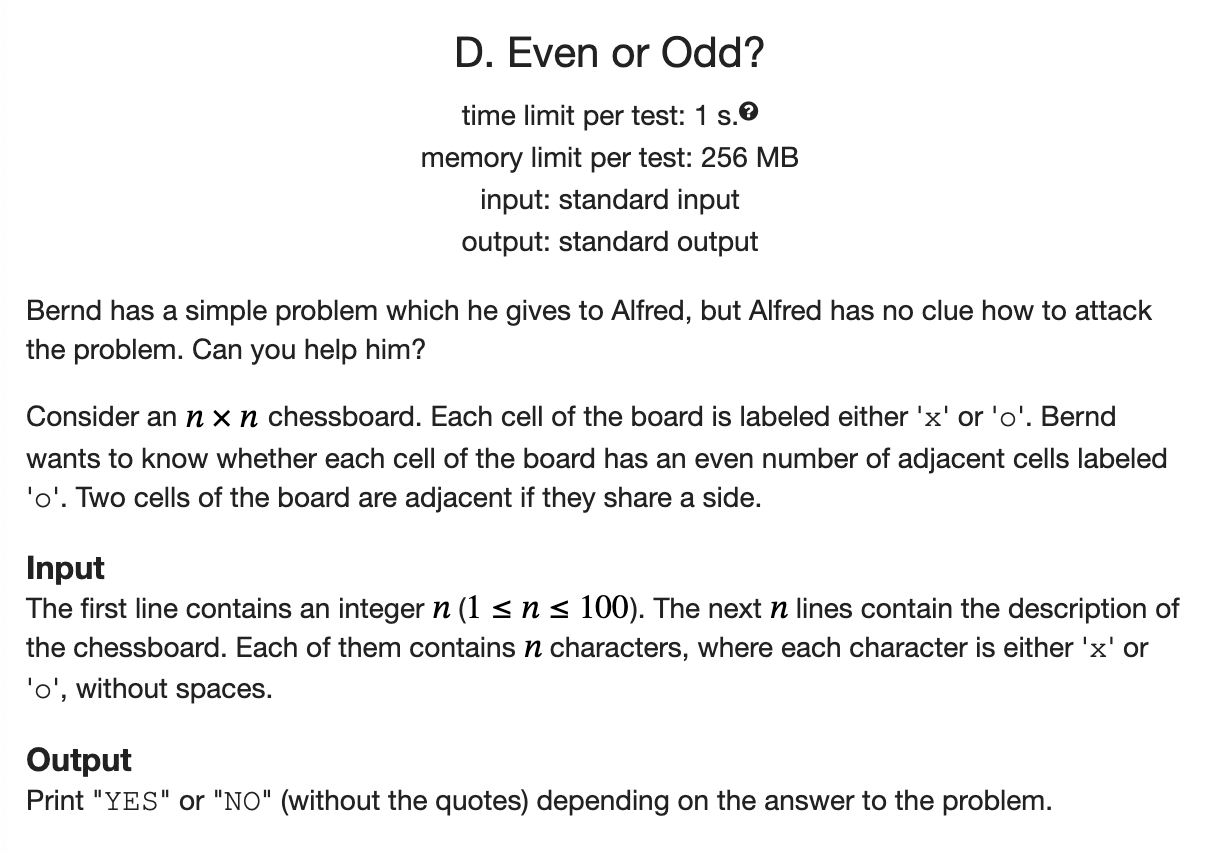 D. Even or Odd?
time limit per test: 1 s.?
memory limit per test: 256 MB
input: standard input
output: standard output
Bernd has a simple problem which he gives to Alfred, but Alfred has no clue how to attack
the problem. Can you help him?
Consider an n × n chessboard. Each cell of the board is labeled either 'x' or 'o'. Bernd
wants to know whether each cell of the board has an even number of adjacent cells labeled
'o'. Two cells of the board are adjacent if they share a side.
Input
The first line contains an integer n (1 ≤ n ≤ 100). The next n lines contain the description of
the chessboard. Each of them contains n characters, where each character is either 'x' or
'o', without spaces.
Output
Print "YES" or "NO" (without the quotes) depending on the answer to the problem.